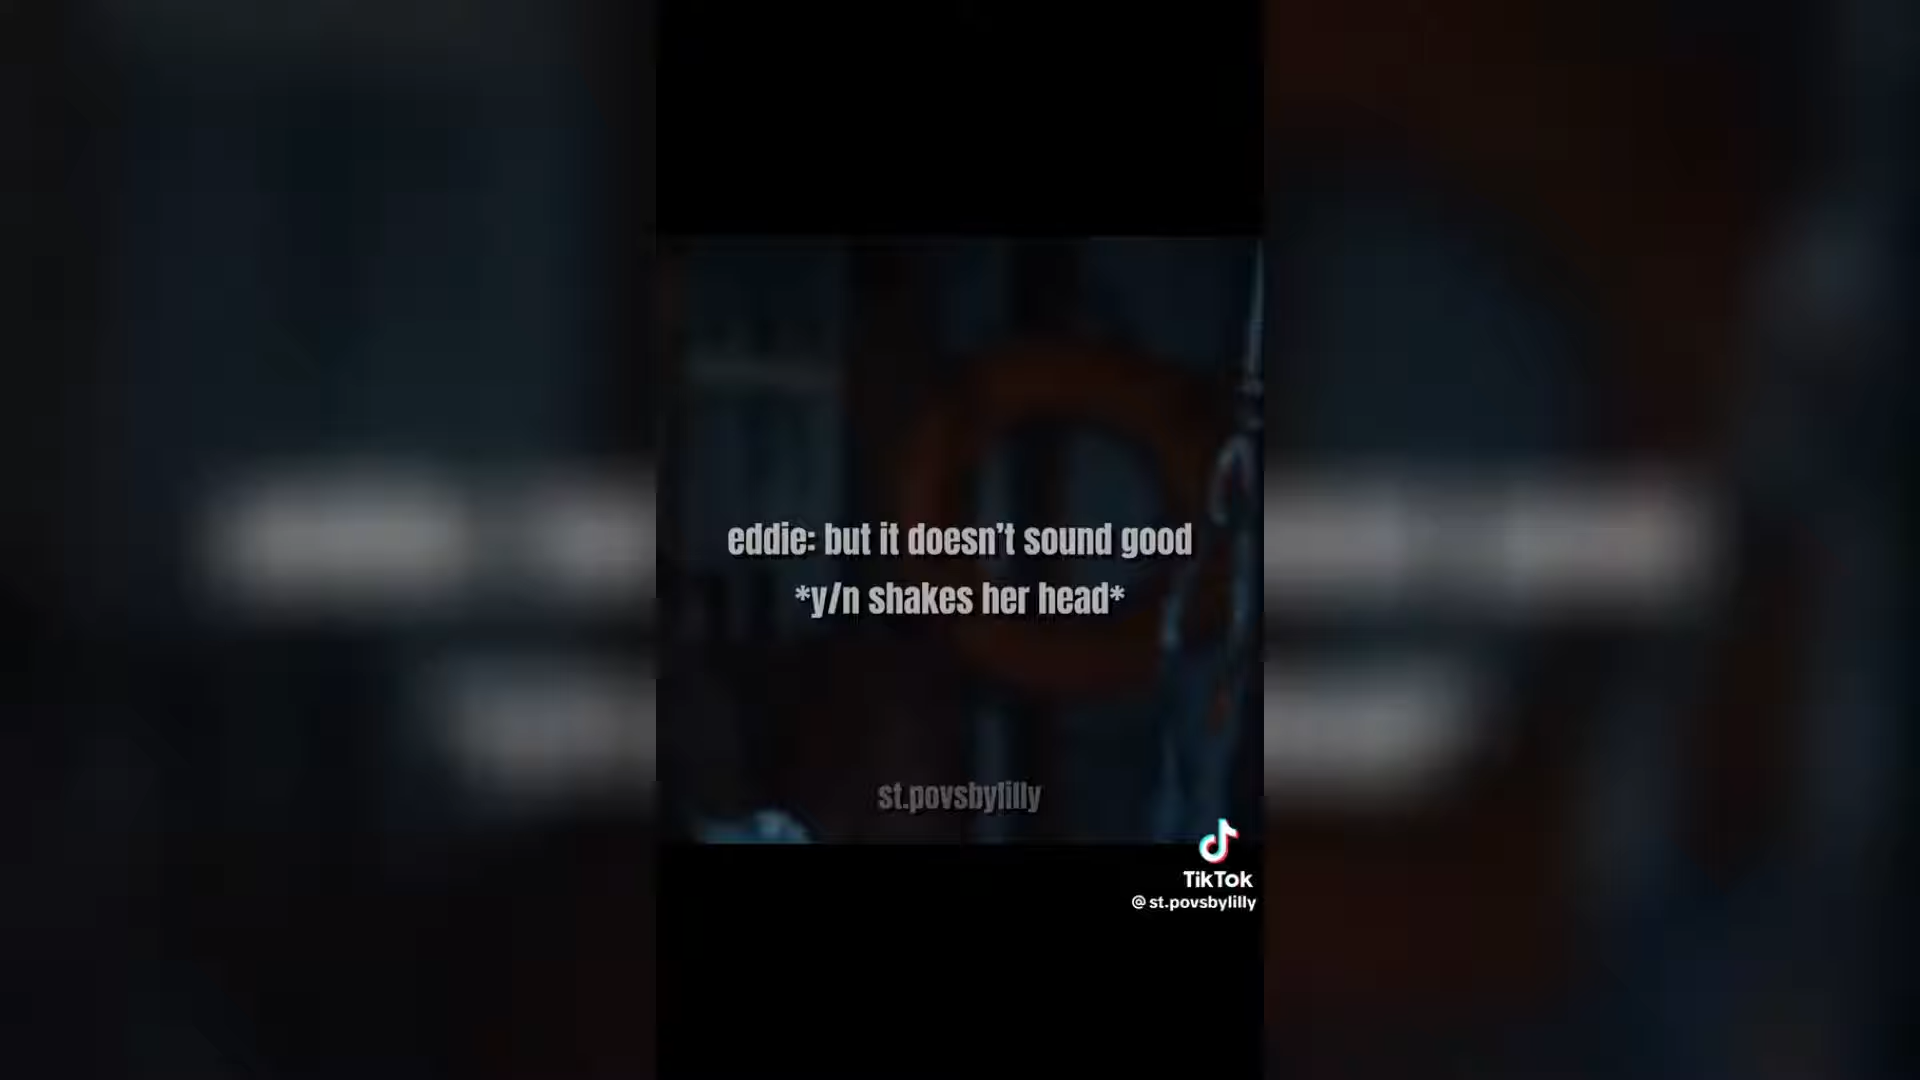 eddie: but it doesn't sound good
*y/n shakes her head*
st.povsbylilly
TikTok
@ st.povsbylilly